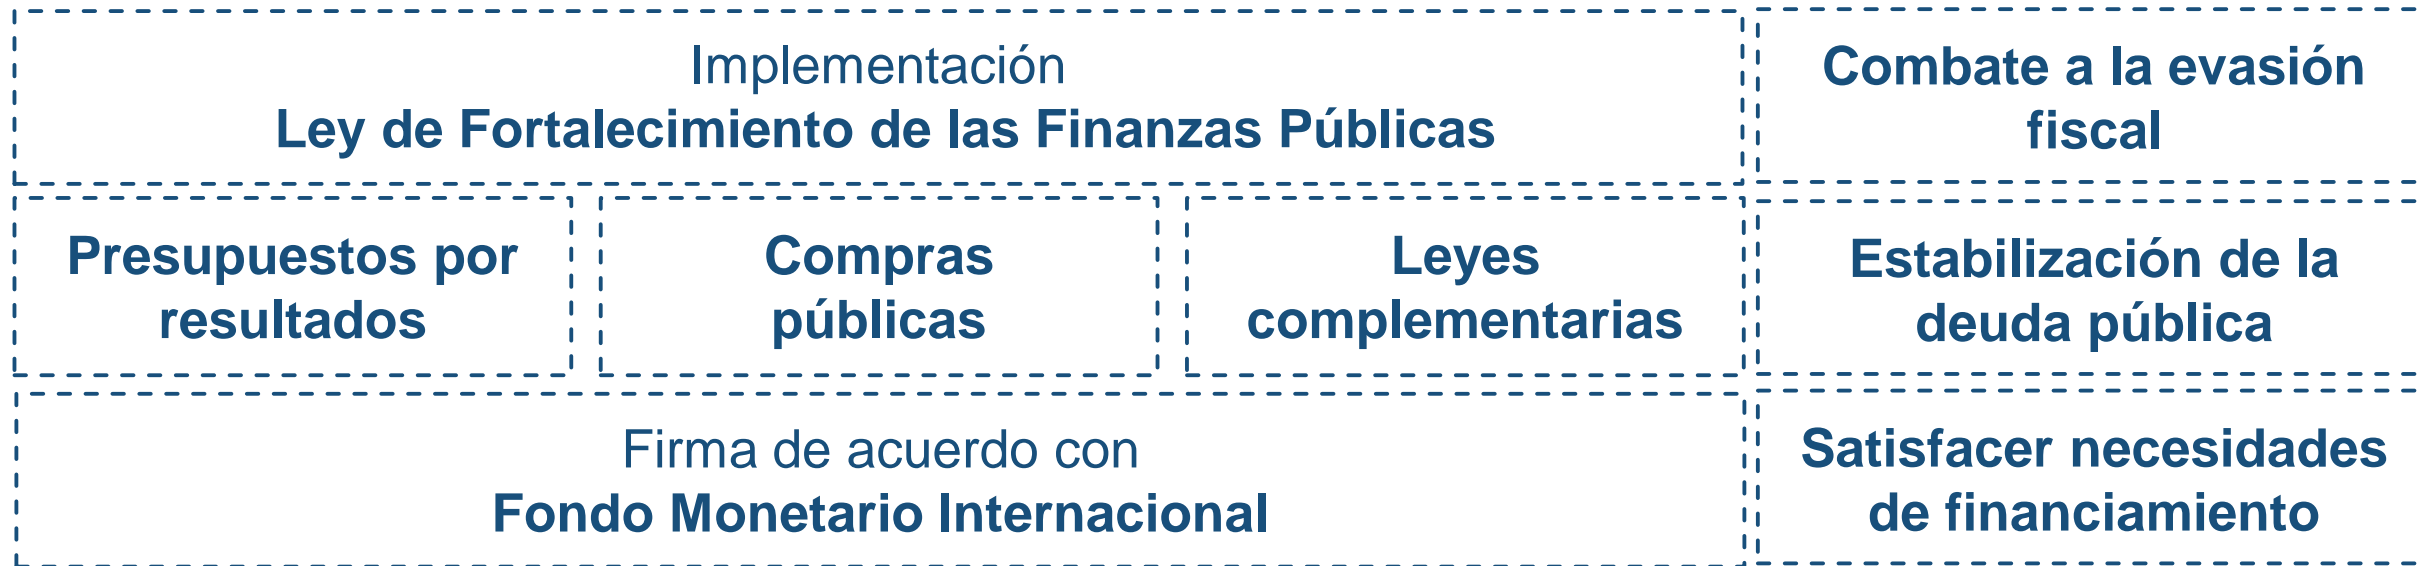 Implementación
Ley de Fortalecimiento de las Finanzas Públicas
Combate a la evasión
fiscal
Presupuestos por
resultados
Compras
públicas
Leyes
complementarias
Estabilización de la
deuda pública
Firma de acuerdo con
Fondo Monetario Internacional
Satisfacer necesidades
de financiamiento